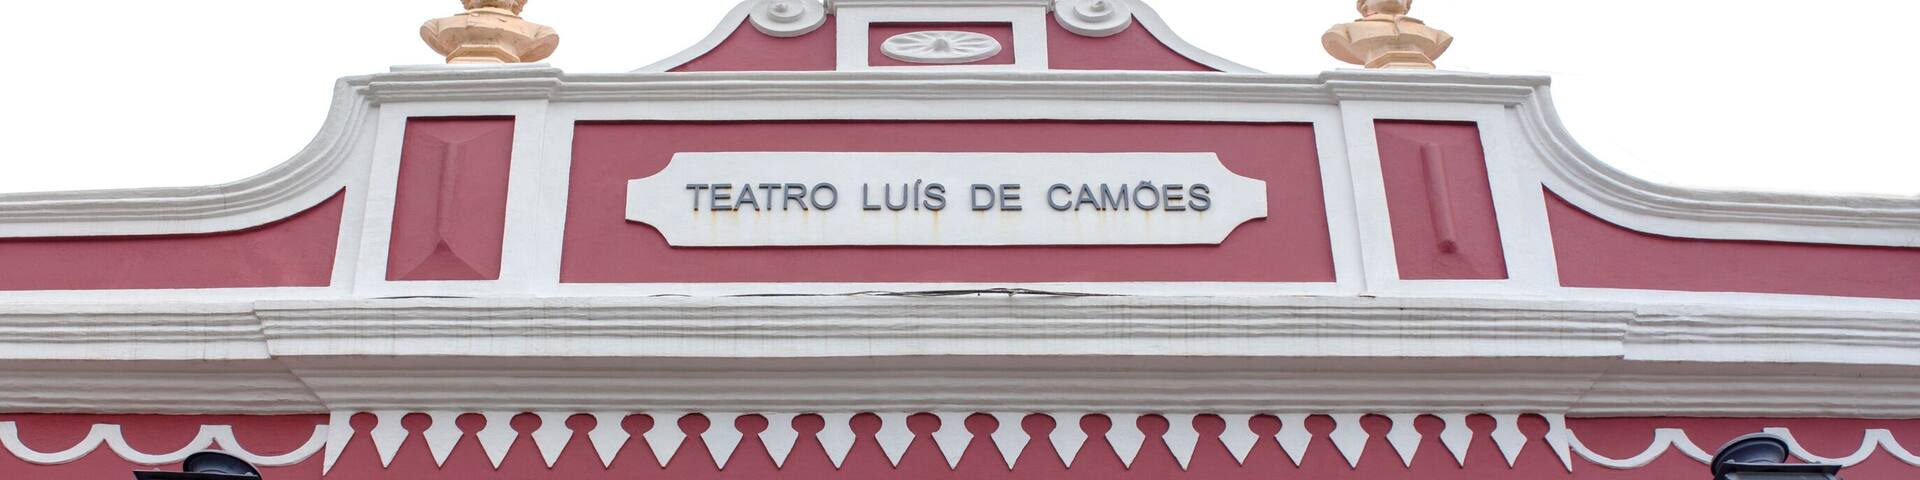 TEATRO LUÍS DE CAMÕES